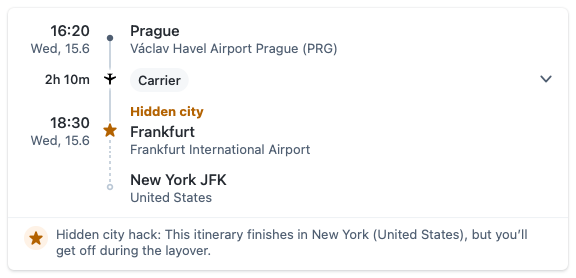 16:20
Prague
Wed, 15.6
Václav Havel Airport Prague (PRG)
2h 10m
Carrier
Hidden city
18:30
Frankfurt
Wed, 15.6
Frankfurt International Airport
New York JFK
United States
Hidden city hack: This itinerary finishes in New York (United States), but you’ll
get off during the layover.